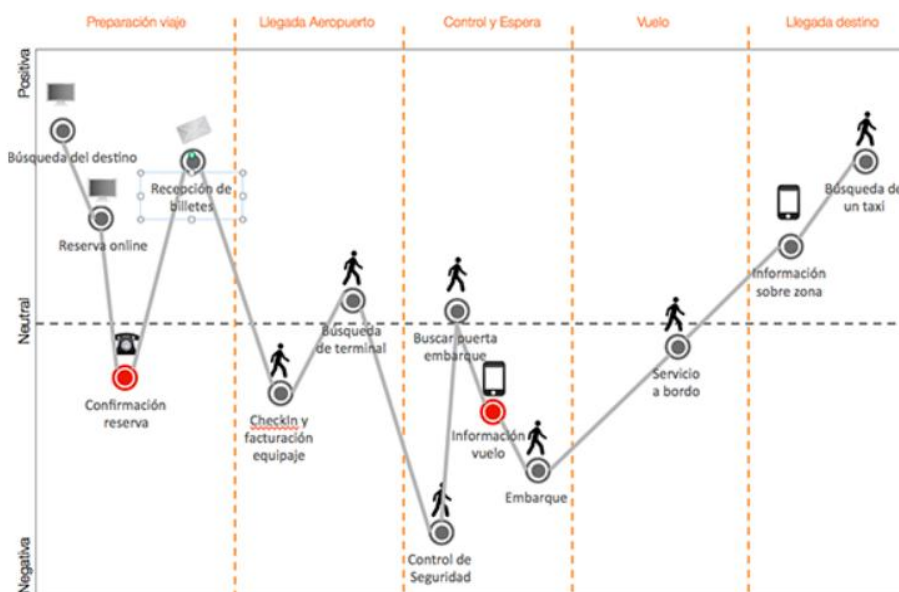 Preparación viaje
Llegada Aeropuerto
Control y Espera
Vuelo
Llegada destino
Positiva
Neutral
Negativa
Búsqueda del destino
Reserva online
Confirmación
reserva
Recepción de
billetes
CheckIn y
facturación
equipaje
Búsqueda
de terminal
Control de
Seguridad
Buscar puerta
embarque
Información
vuelo
Embarque
Servicio
a bordo
Información
sobre zona
Búsqueda de
un taxi